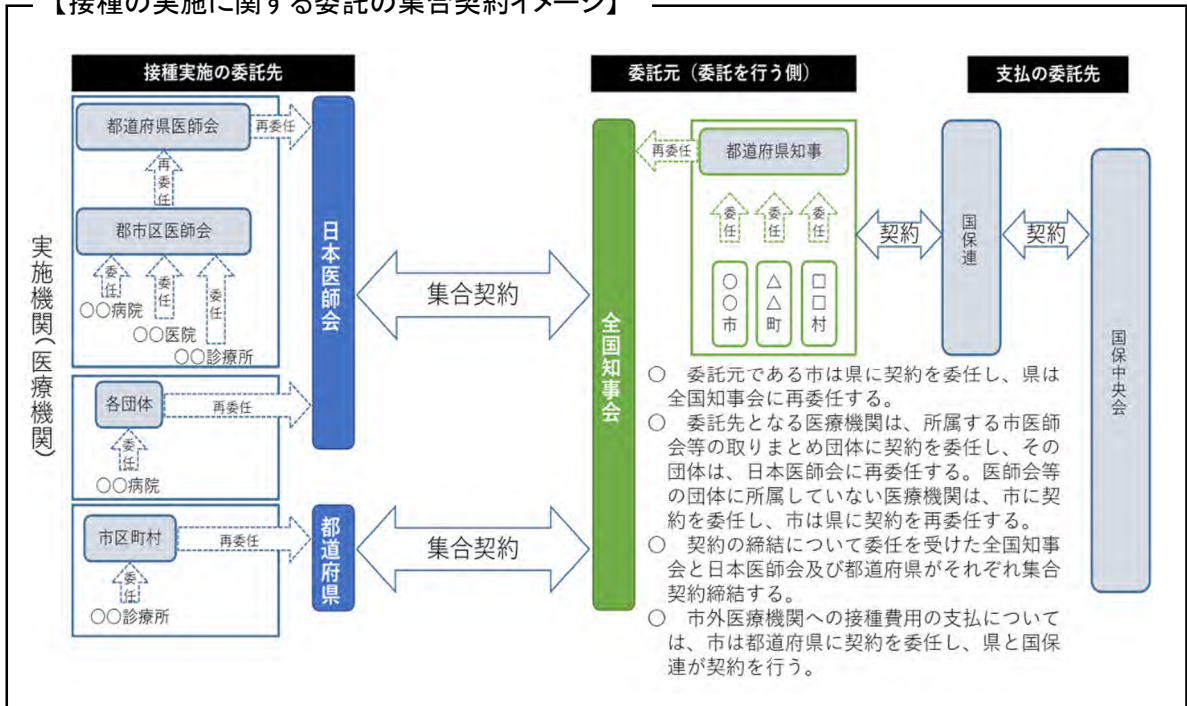 【接種の実施に関する委託の集合契約イメージ】
接種実施の委託先
委託元（委託を行う側）
支払の委託先
実施機関（医療機関）
都道府県医師会
再委任
再委任
郡市区医師会
委任
委任
委任
〇〇病院
〇〇医院
〇〇診療所
各団体
再委任
委任
〇〇病院
市区町村
再委任
委任
〇〇診療所
日本医師会
都道府県
集合契約
集合契約
全国知事会
再委任
都道府県知事
委任
委任
委任
〇〇市
△△町
□□村
契約
国保連
契約
国保中央会
〇　委託元である市は県に契約を委任し、県は
全国知事会に再委任する。
〇　委託先となる医療機関は、所属する市医師
会等の取りまとめ団体に契約を委任し、その
団体は、日本医師会に再委任する。医師会等
の団体に所属していない医療機関は、市に契
約を委任し、市は県に契約を再委任する。
〇　契約の締結について委任を受けた全国知事
会と日本医師会及び都道府県がそれぞれ集合
契約締結する。
〇　市外医療機関への接種費用の支払について
は、市は都道府県に契約を委任し、県と国保
連が契約を行う。